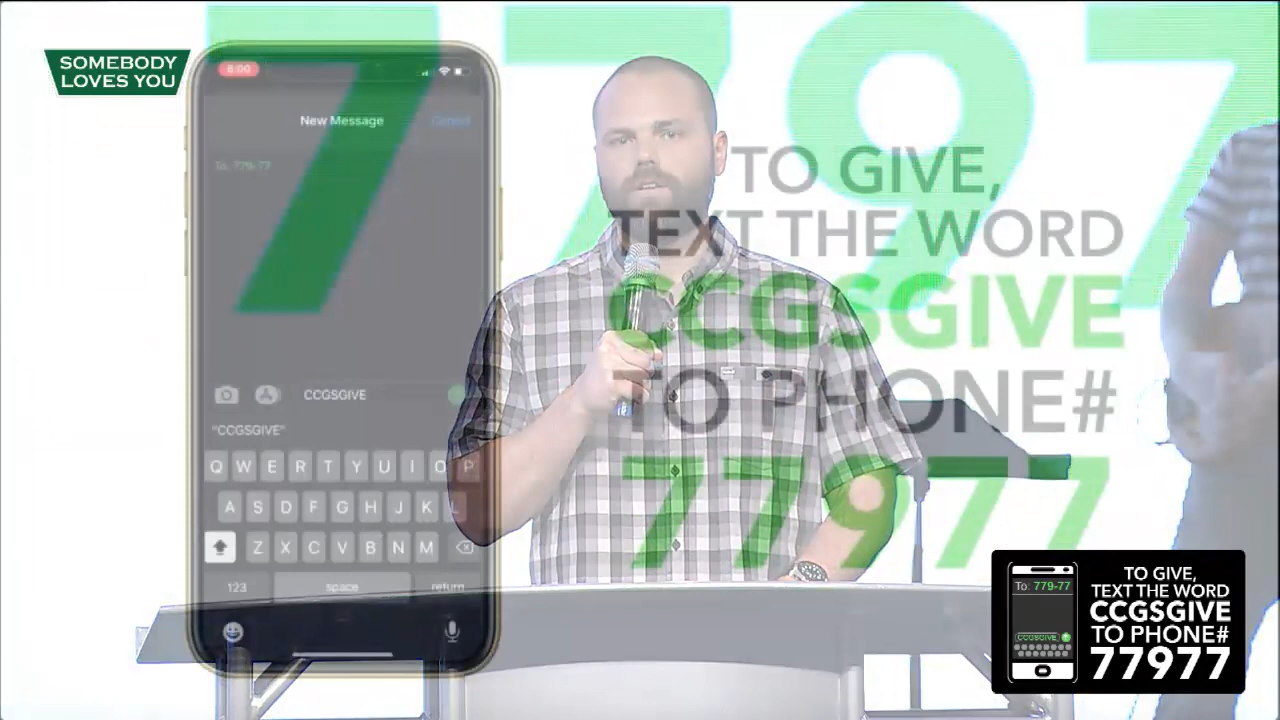 SOMEBODY
LOVES YOU
7797
8:00
New Message
Cancel
To: 779-77
CCGSGIVE
"CCGSGIVE"
Q W E R T Y U I O P
A S D F G H J K L
Z X C V B N M
123 space return
TO GIVE,
TEXT THE WORD
CCGSGIVE
TO PHONE#
77977
To: 779-77
CCGSGIVE
TO GIVE,
TEXT THE WORD
CCGSGIVE
TO PHONE#
77977